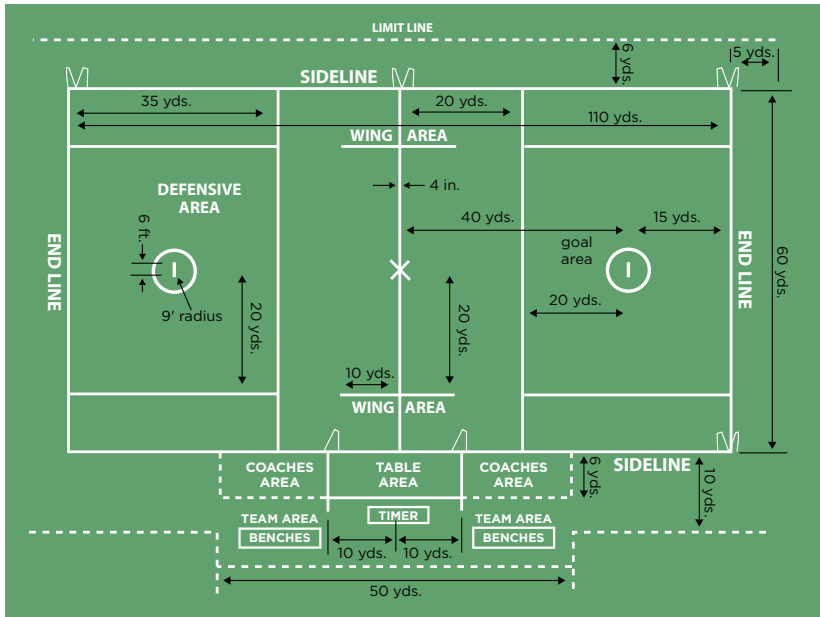 LIMIT LINE
6 yds.
5 yds.
SIDELINE
35 yds.
20 yds.
110 yds.
WING AREA
DEFENSIVE
AREA
4 in.
6 ft.
40 yds.
15 yds.
goal
area
END LINE
END LINE
60 yds.
9' radius
20 yds.
20 yds.
20 yds.
10 yds.
WING AREA
COACHES
AREA
TABLE
AREA
COACHES
AREA
6 yds.
SIDELINE
10 yds.
TEAM AREA
BENCHES
TIMER
TEAM AREA
BENCHES
10 yds.
10 yds.
50 yds.